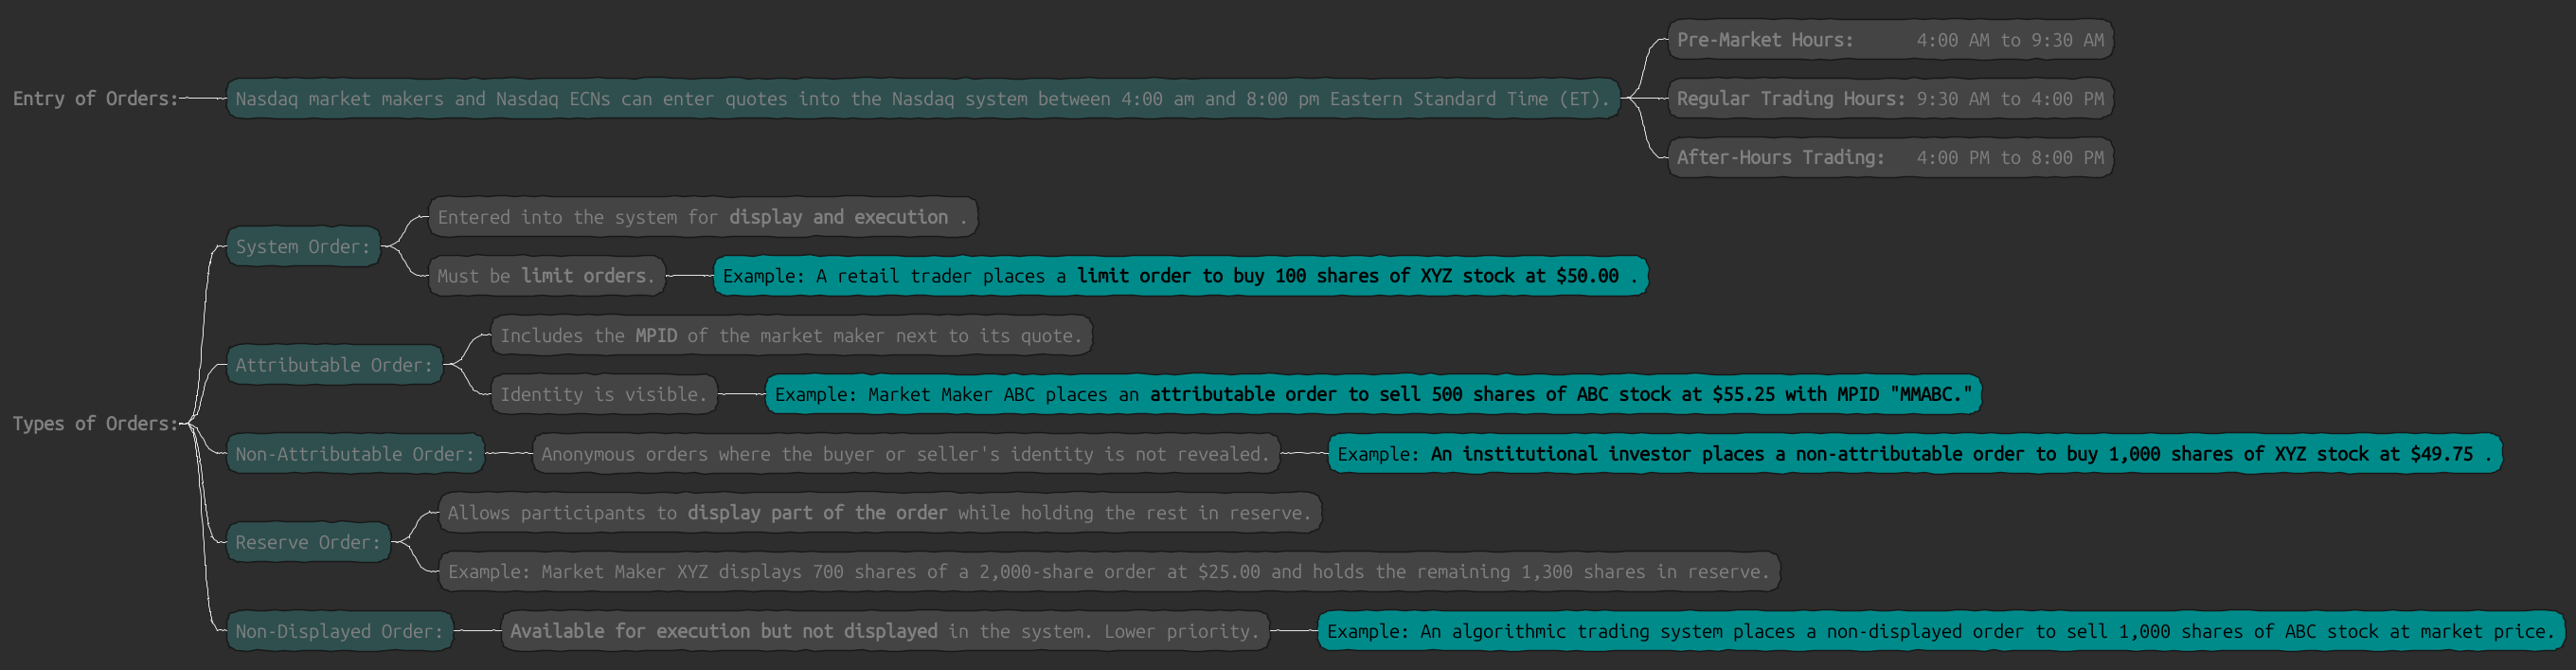 Entry of Orders:
Nasdaq market makers and Nasdaq ECNs can enter quotes into the Nasdaq system between 4:00 am and 8:00 pm Eastern Standard Time (ET).
Pre-Market Hours: 4:00 AM to 9:30 AM
Regular Trading Hours: 9:30 AM to 4:00 PM
After-Hours Trading: 4:00 PM to 8:00 PM
Types of Orders:
System Order:
Entered into the system for display and execution .
Must be limit orders.
Example: A retail trader places a limit order to buy 100 shares of XYZ stock at $50.00 .
Attributable Order:
Includes the MPID of the market maker next to its quote.
Identity is visible.
Example: Market Maker ABC places an attributable order to sell 500 shares of ABC stock at $55.25 with MPID "MMABC."
Non-Attributable Order:
Anonymous orders where the buyer or seller's identity is not revealed.
Example: An institutional investor places a non-attributable order to buy 1,000 shares of XYZ stock at $49.75 .
Reserve Order:
Allows participants to display part of the order while holding the rest in reserve.
Example: Market Maker XYZ displays 700 shares of a 2,000-share order at $25.00 and holds the remaining 1,300 shares in reserve.
Non-Displayed Order:
Available for execution but not displayed in the system. Lower priority.
Example: An algorithmic trading system places a non-displayed order to sell 1,000 shares of ABC stock at market price.